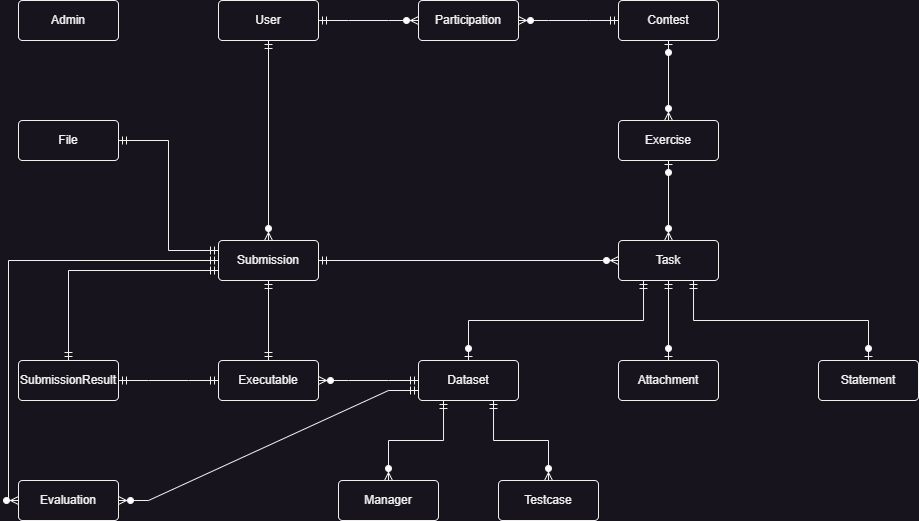 Admin
User
Participation
Contest
File
Exercise
Submission
Task
SubmissionResult
Executable
Dataset
Attachment
Statement
Evaluation
Manager
Testcase